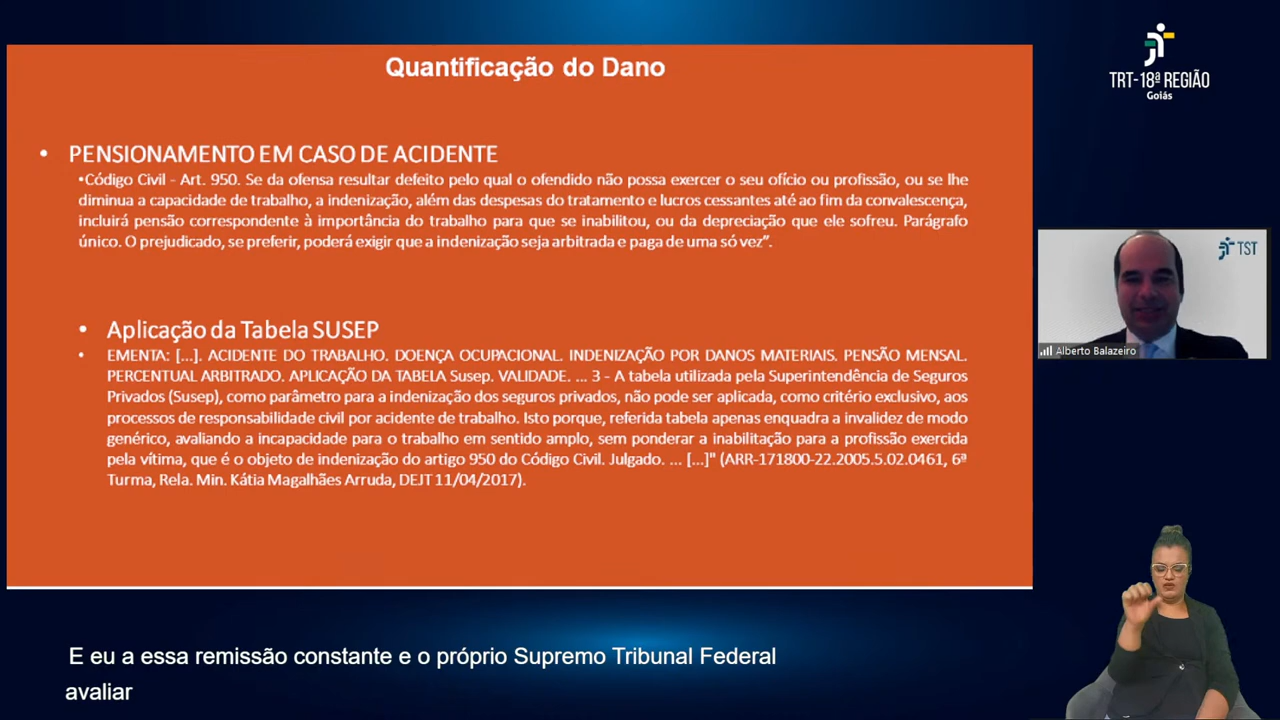 Quantificação do Dano
TRT-18ª REGIÃO
Goiás
• PENSIONAMENTO EM CASO DE ACIDENTE
•Código Civil - Art. 950. Se da ofensa resultar defeito pelo qual o ofendido não possa exercer o seu ofício ou profissão, ou se lhe
diminua a capacidade de trabalho, a indenização, além das despesas do tratamento e lucros cessantes até ao fim da convalescença,
incluirá pensão correspondente à importância do trabalho para que se inabilitou, ou da depreciação que ele sofreu. Parágrafo
único. O prejudicado, se preferir, poderá exigir que a indenização seja arbitrada e paga de uma só vez”.
• Aplicação da Tabela SUSEP
• EMENTA: [...]. ACIDENTE DO TRABALHO. DOENÇA OCUPACIONAL. INDENIZAÇÃO POR DANOS MATERIAIS. PENSÃO MENSAL.
PERCENTUAL ARBITRADO. APLICAÇÃO DA TABELA Susep. VALIDADE. ... 3 - A tabela utilizada pela Superintendência de Seguros
Privados (Susep), como parâmetro para a indenização dos seguros privados, não pode ser aplicada, como critério exclusivo, aos
processos de responsabilidade civil por acidente de trabalho. Isto porque, referida tabela apenas enquadra a invalidez de modo
genérico, avaliando a incapacidade para o trabalho em sentido amplo, sem ponderar a inabilitação para a profissão exercida
pela vítima, que é o objeto de indenização do artigo 950 do Código Civil. Julgado. ... [...]" (ARR-171800-22.2005.5.02.0461, 6ª
Turma, Rela. Min. Kátia Magalhães Arruda, DEJT 11/04/2017).
TST
Alberto Balazeiro
E eu a essa remissão constante e o próprio Supremo Tribunal Federal
avaliar